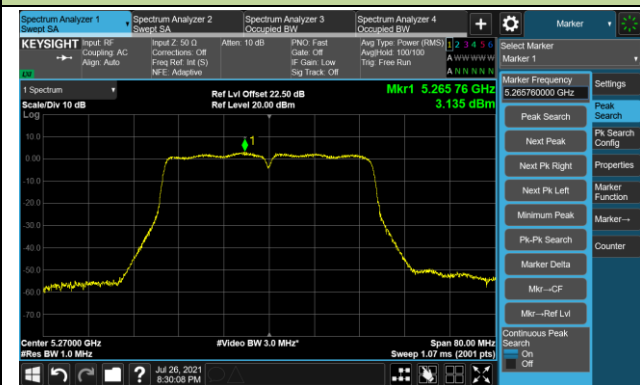 Spectrum Analyzer 1
Swept SA
Spectrum Analyzer 2
Swept SA
Spectrum Analyzer 3
Occupied BW
Spectrum Analyzer 4
Occupied BW
+
Marker
KEYSIGHT
Input: RF
Coupling: AC
Align: Auto
Input Z: 50 Ω
Corrections: Off
Freq Ref: Int (S)
NFE: Adaptive
Atten: 10 dB
PNO: Fast
Gate: Off
IF Gain: Low
Sig Track: Off
Avg Type: Power (RMS)
Avg|Hold: 100/100
Trig: Free Run
1 2 3 4 5 6
A W W W W W
A N N N N N
Select Marker
Marker 1
1 Spectrum
Scale/Div 10 dB
Log
Ref Lvl Offset 22.50 dB
Ref Level 20.00 dBm
Mkr1 5.265 76 GHz
3.135 dBm
10.0
0.00
-10.0
-20.0
-30.0
-40.0
-50.0
-60.0
-70.0
1
Center 5.27000 GHz
#Res BW 1.0 MHz
#Video BW 3.0 MHz*
Span 80.00 MHz
Sweep 1.07 ms (2001 pts)
Marker Frequency
5.265760000 GHz
Peak Search
Next Peak
Next Pk Right
Next Pk Left
Minimum Peak
Pk-Pk Search
Marker Delta
Mkr→CF
Mkr→Ref Lvl
Continuous Peak
Search
On
Off
Settings
Peak
Search
Pk Search
Config
Properties
Marker
Function
Marker→
Counter
?
Jul 26, 2021
8:30:08 PM